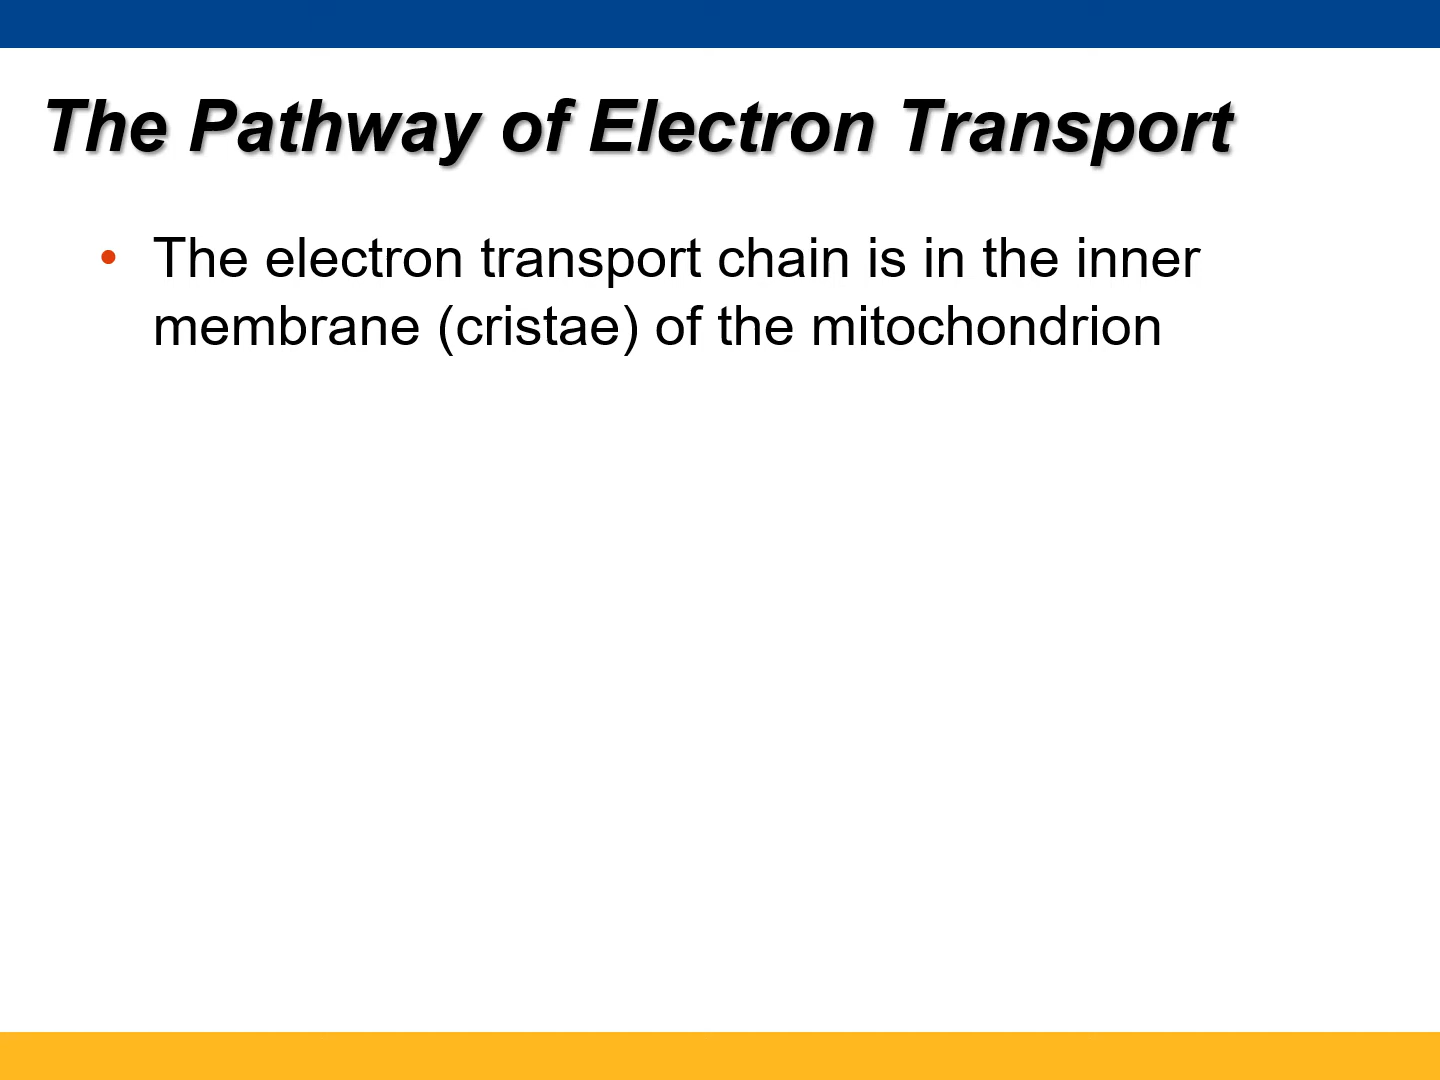 The Pathway of Electron Transport
• The electron transport chain is in the inner
membrane (cristae) of the mitochondrion